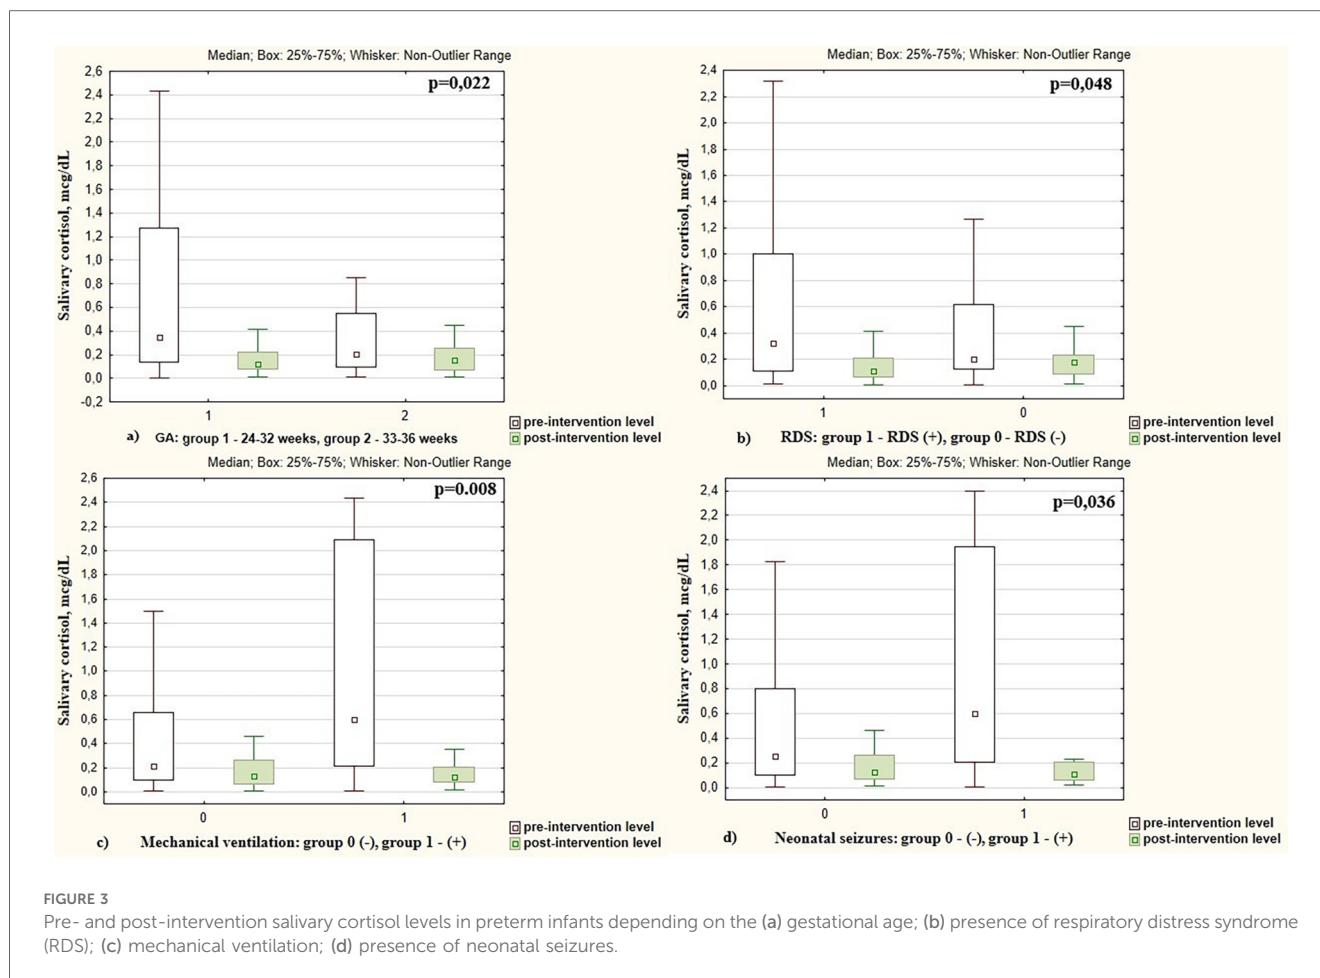 Median; Box: 25%-75%; Whisker: Non-Outlier Range
p=0,022
Salivary cortisol, mcg/dL
2,6
2,4
2,2
2,0
1,8
1,6
1,4
1,2
1,0
0,8
0,6
0,4
0,2
0,0
-0,2
1 2
a) GA: group 1 - 24-32 weeks, group 2 - 33-36 weeks
pre-intervention level
post-intervention level
Median; Box: 25%-75%; Whisker: Non-Outlier Range
p=0,048
Salivary cortisol, mcg/dL
2,4
2,2
2,0
1,8
1,6
1,4
1,2
1,0
0,8
0,6
0,4
0,2
0,0
1 0
b) RDS: group 1 - RDS (+), group 0 - RDS (-)
pre-intervention level
post-intervention level
Median; Box: 25%-75%; Whisker: Non-Outlier Range
p=0.008
Salivary cortisol, mcg/dL
2,6
2,4
2,2
2,0
1,8
1,6
1,4
1,2
1,0
0,8
0,6
0,4
0,2
0,0
0 1
c) Mechanical ventilation: group 0 (-), group 1 - (+)
pre-intervention level
post-intervention level
Median; Box: 25%-75%; Whisker: Non-Outlier Range
p=0,036
Salivary cortisol, mcg/dL
2,4
2,2
2,0
1,8
1,6
1,4
1,2
1,0
0,8
0,6
0,4
0,2
0,0
0 1
d) Neonatal seizures: group 0 - (-), group 1 - (+)
pre-intervention level
post-intervention level
FIGURE 3
Pre- and post-intervention salivary cortisol levels in preterm infants depending on the (a) gestational age; (b) presence of respiratory distress syndrome
(RDS); (c) mechanical ventilation; (d) presence of neonatal seizures.